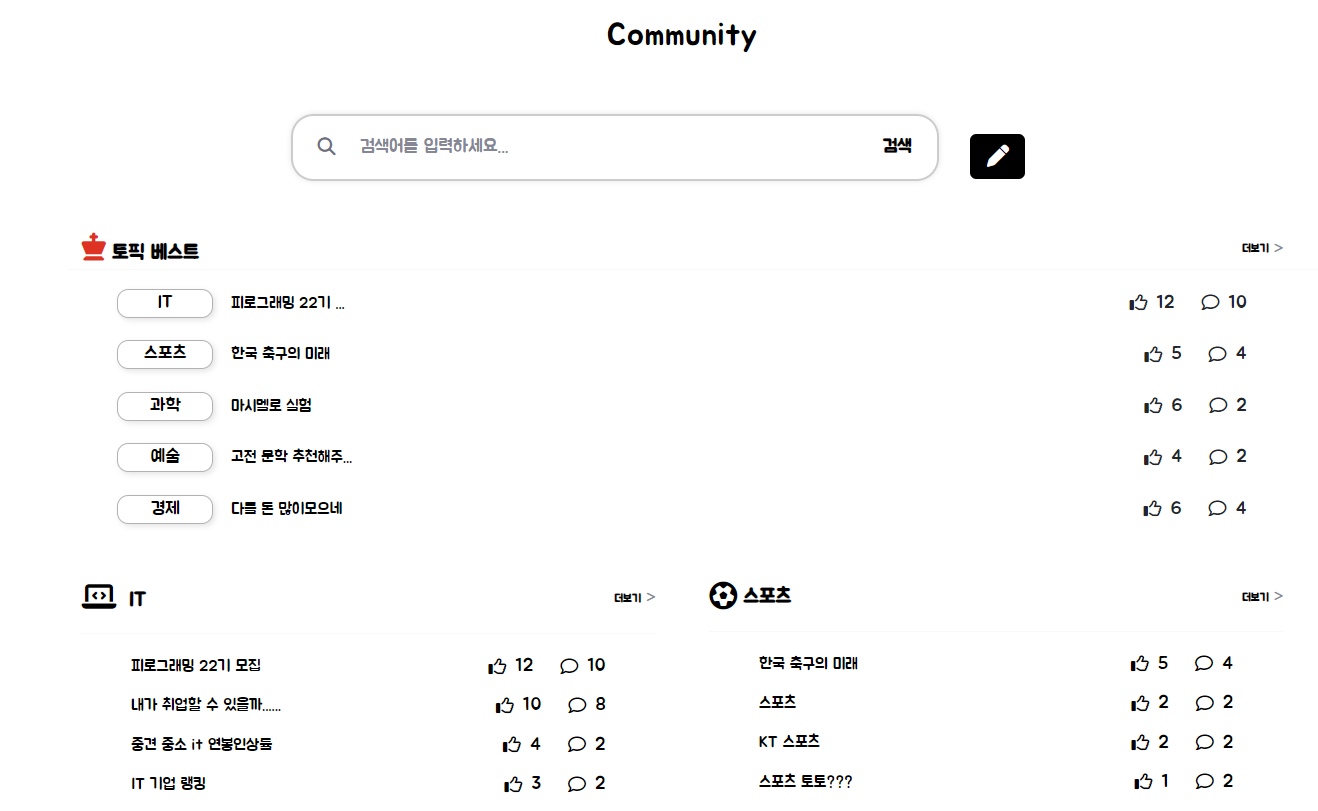 Community
검색어를 입력하세요... 검색
토픽 베스트 더보기 >
IT 피로그래밍 22기 ... 12 10
스포츠 한국 축구의 미래 5 4
과학 마시멜로 실험 6 2
예술 고전 문학 추천해주... 4 2
경제 다들 돈 많이모으네 6 4
IT 더보기 >
피로그래밍 22기 모집 12 10
내가 취업할 수 있을까...... 10 8
중견 중소 it 연봉인상률 4 2
IT 기업 랭킹 3 2
스포츠 더보기 >
한국 축구의 미래 5 4
스포츠 2 2
KT 스포츠 2 2
스포츠 토토??? 1 2